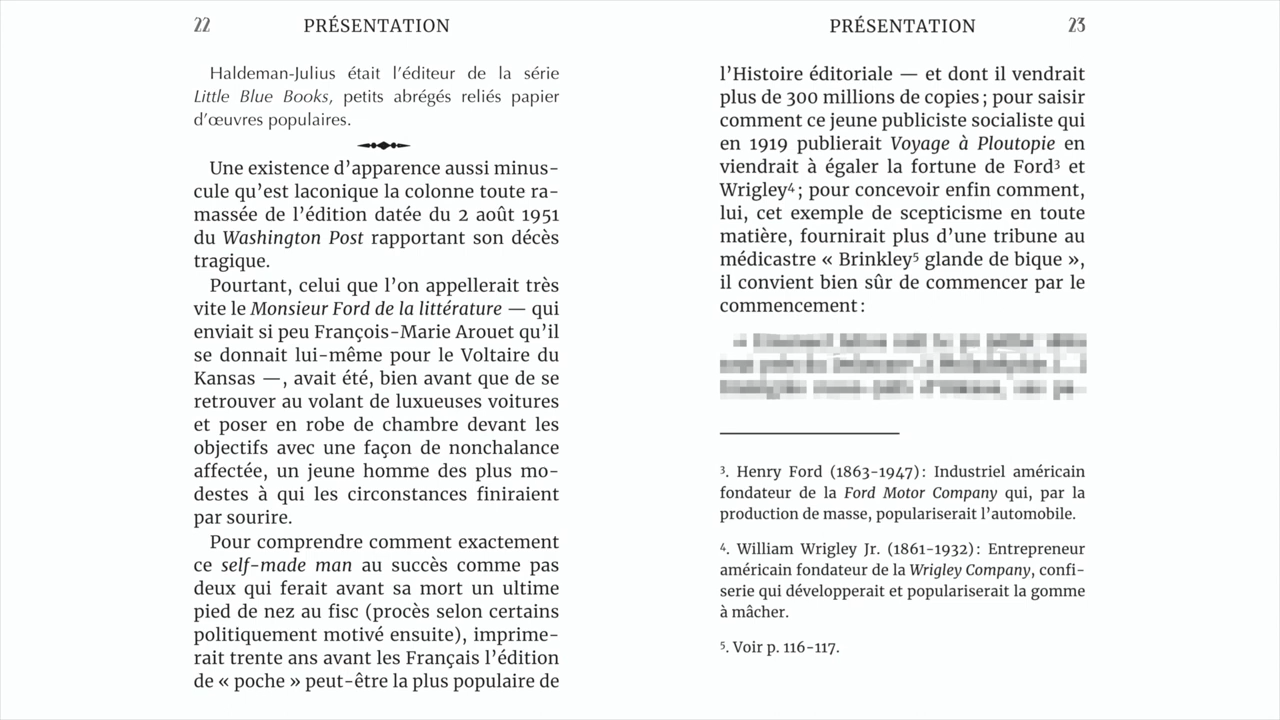 22 PRÉSENTATION
Haldeman-Julius était l’éditeur de la série
Little Blue Books, petits abrégés reliés papier
d’œuvres populaires.
Une existence d’apparence aussi minus-
cule qu’est laconique la colonne toute ra-
massée de l’édition datée du 2 août 1951
du Washington Post rapportant son décès
tragique.
Pourtant, celui que l’on appellerait très
vite le Monsieur Ford de la littérature — qui
enviait si peu François-Marie Arouet qu’il
se donnait lui-même pour le Voltaire du
Kansas —, avait été, bien avant que de se
retrouver au volant de luxueuses voitures
et poser en robe de chambre devant les
objectifs avec une façon de nonchalance
affectée, un jeune homme des plus mo-
destes à qui les circonstances finiraient
par sourire.
Pour comprendre comment exactement
ce self-made man au succès comme pas
deux qui ferait avant sa mort un ultime
pied de nez au fisc (procès selon certains
politiquement motivé ensuite), imprime-
rait trente ans avant les Français l’édition
de « poche » peut-être la plus populaire de
PRÉSENTATION 23
l’Histoire éditoriale — et dont il vendrait
plus de 300 millions de copies ; pour saisir
comment ce jeune publiciste socialiste qui
en 1919 publierait Voyage à Ploutopie en
viendrait à égaler la fortune de Ford³ et
Wrigley⁴ ; pour concevoir enfin comment,
lui, cet exemple de scepticisme en toute
matière, fournirait plus d’une tribune au
médicastre « Brinkley⁵ glande de bique »,
il convient bien sûr de commencer par le
commencement :
³. Henry Ford (1863-1947) : Industriel américain
fondateur de la Ford Motor Company qui, par la
production de masse, populariserait l’automobile.
⁴. William Wrigley Jr. (1861-1932) : Entrepreneur
américain fondateur de la Wrigley Company, confi-
serie qui développerait et populariserait la gomme
à mâcher.
⁵. Voir p. 116-117.